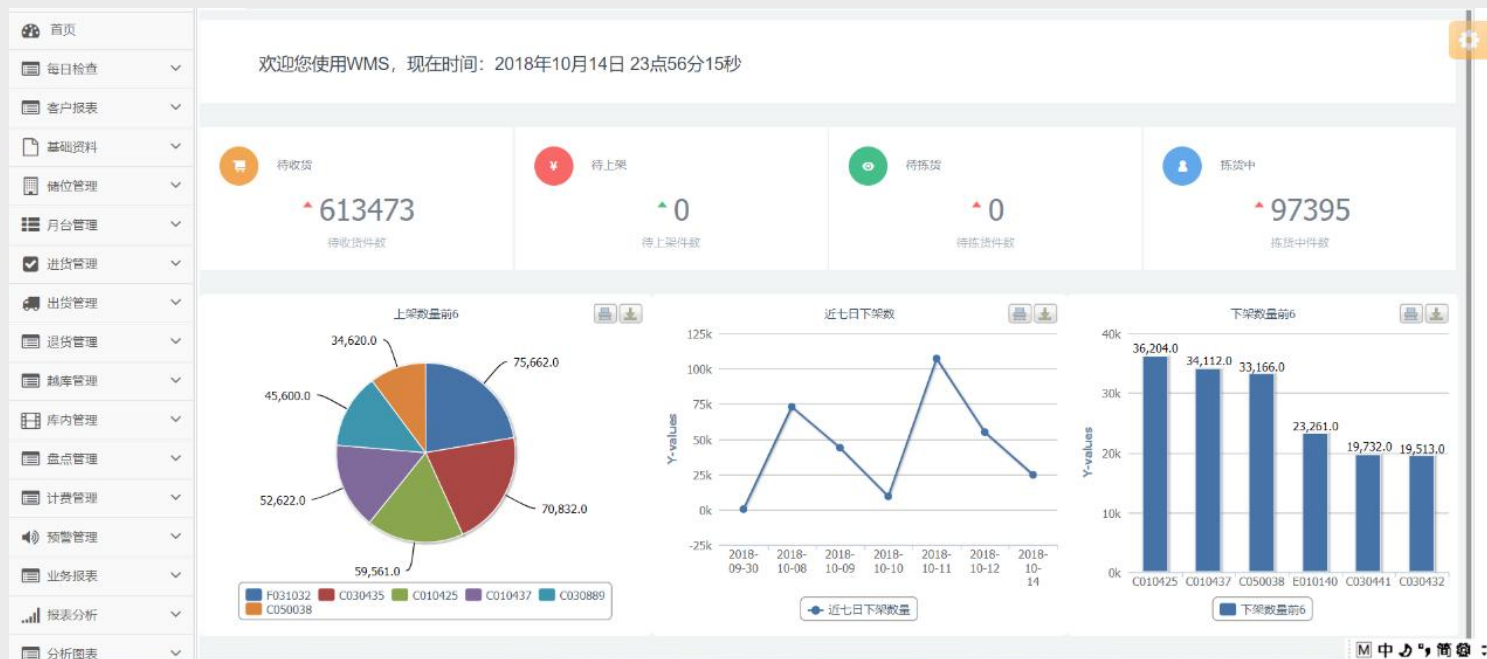 首页
每日检查
客户报表
基础资料
储位管理
月台管理
进货管理
出货管理
退货管理
越库管理
库内管理
盘点管理
计费管理
预警管理
业务报表
报表分析
分析图表
欢迎您使用WMS，现在时间：2018年10月14日 23点56分15秒
待收货
613473
待收货件数
待上架
0
待上架件数
待拣货
0
待拣货件数
拣货中
97395
拣货中件数
上架数量前6
34,620.0
75,662.0
45,600.0
52,622.0
70,832.0
59,561.0
F031032 C030435 C010425 C010437 C030889
C050038
近七日下架数
Y-values
125k
100k
75k
50k
25k
0k
-25k
2018-09-30 2018-10-08 2018-10-09 2018-10-10 2018-10-11 2018-10-12 2018-10-14
近七日下架数量
下架数量前6
Y-values
40k
30k
20k
10k
0k
36,204.0 34,112.0 33,166.0 23,261.0 19,732.0 19,513.0
C010425 C010437 C050038 E010140 C030441 C030432
下架数量前6
M 中 简